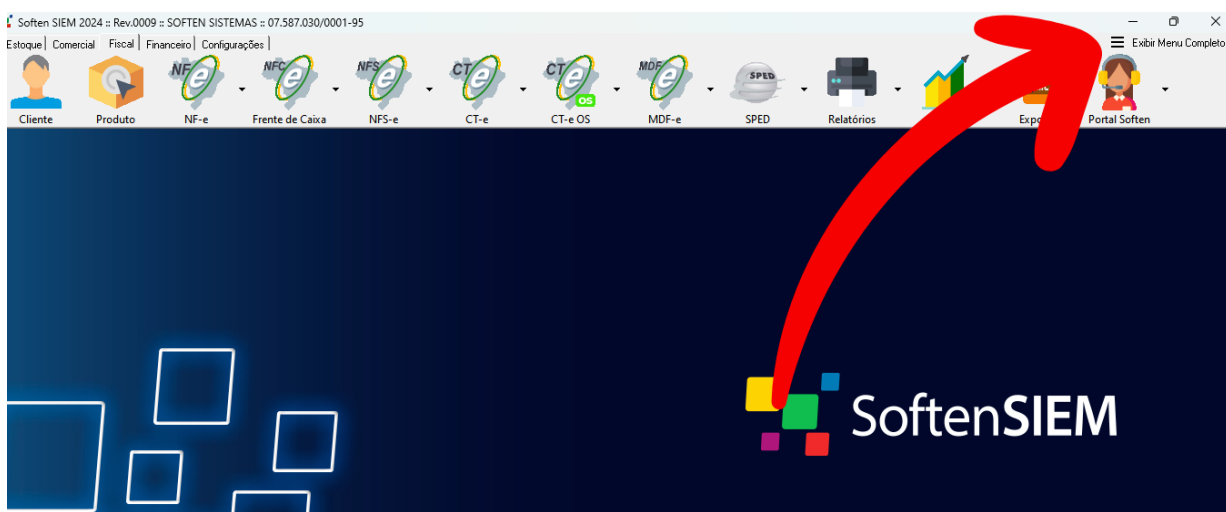 Soften SIEM 2024 :: Rev.0009 :: SOFTEN SISTEMAS :: 07.587.030/0001-95
Estoque Comercial Fiscal Financeiro Configurações
Exibir Menu Completo
NF e NFC e NFS e CT e CT e OS MDF e SPED
Cliente Produto NF-e Frente de Caixa NFS-e CT-e CT-e OS MDF-e SPED Relatórios Portal Soften
SoftenSIEM